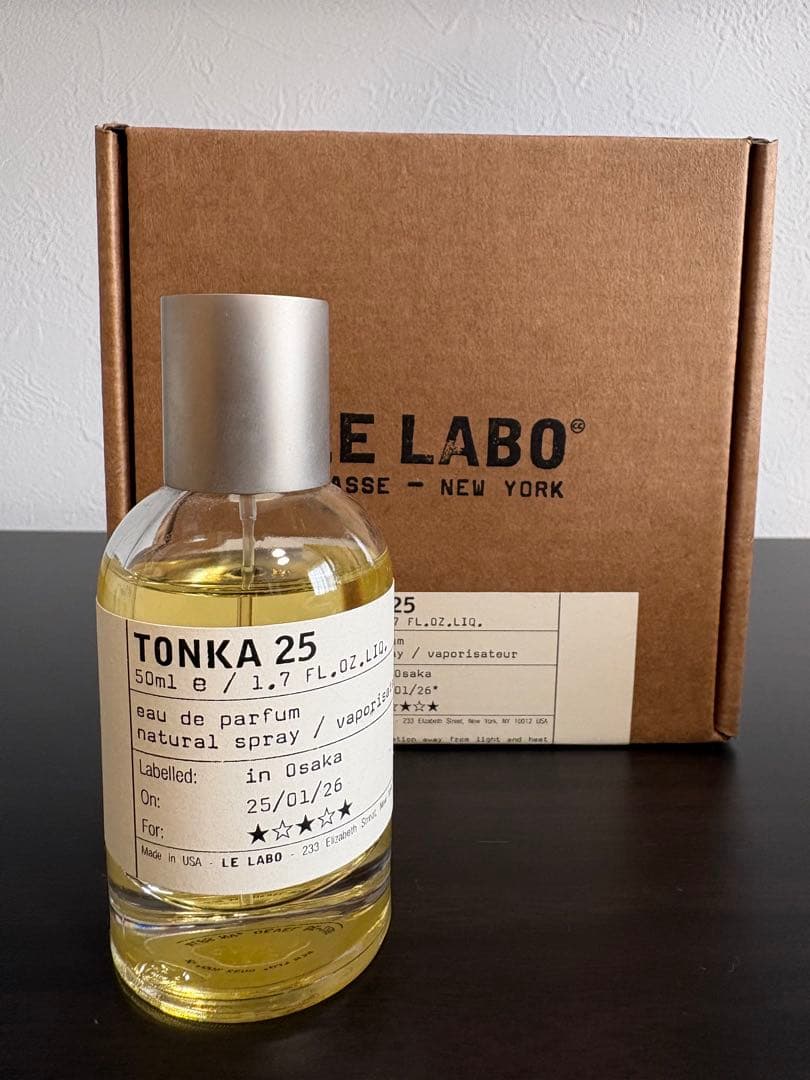 LE LABO
ASSE — NEW YORK
25
7 FL.OZ.LIQ.
/ vaporisateur
Osaka
01/26*
★☆★
233 Elizabeth Street, New York, NY 10012 USA
away from light and heat
TONKA 25
50ml e / 1.7 FL.OZ.LIQ.
eau de parfum
natural spray / vaporisa
Labelled: in Osaka
On: 25/01/26
For: ★☆★☆★
Made in USA - LE LABO - 233 Elizabeth Street, New